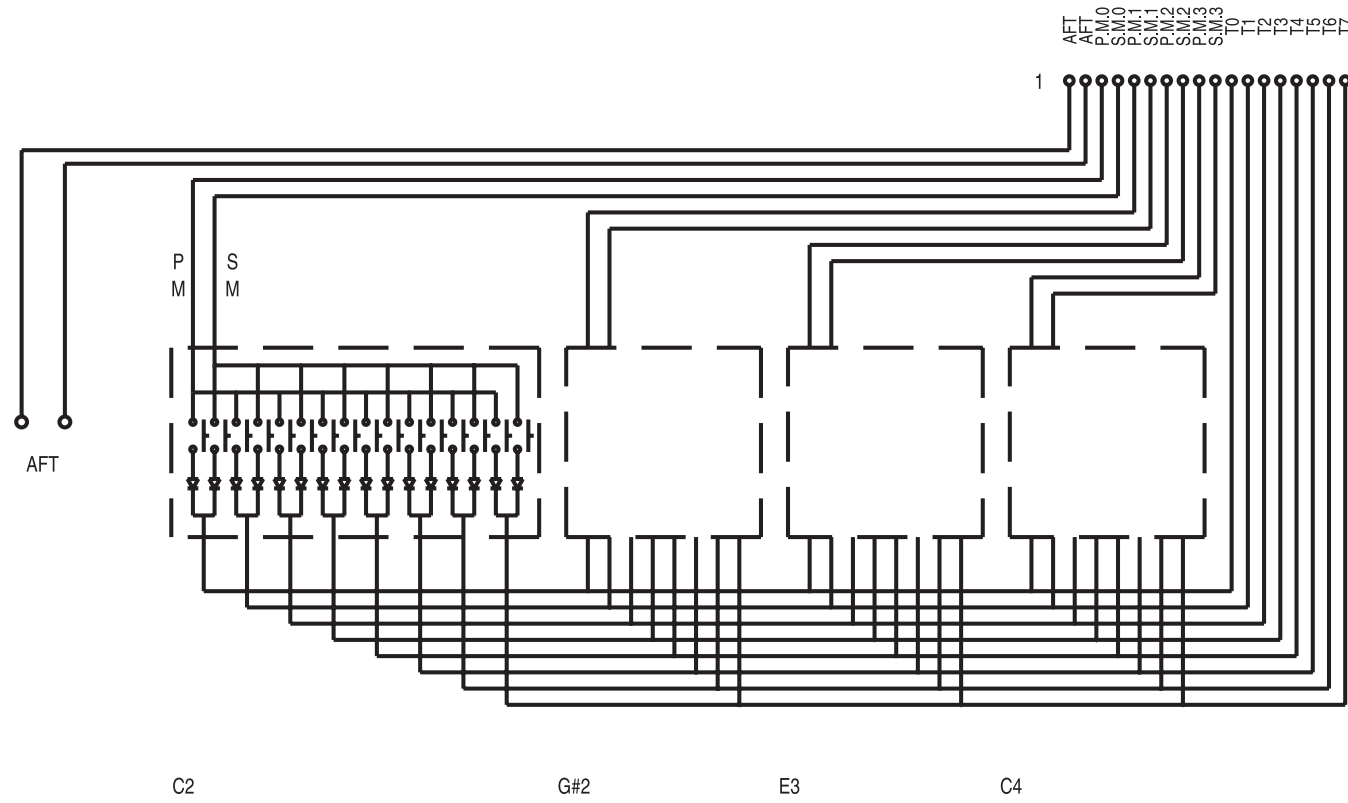 AFT
AFT
P.M.0
S.M.0
P.M.1
S.M.1
P.M.2
S.M.2
P.M.3
S.M.3
T0
T1
T2
T3
T4
T5
T6
T7
1
P S
M M
AFT
C2 G#2 E3 C4